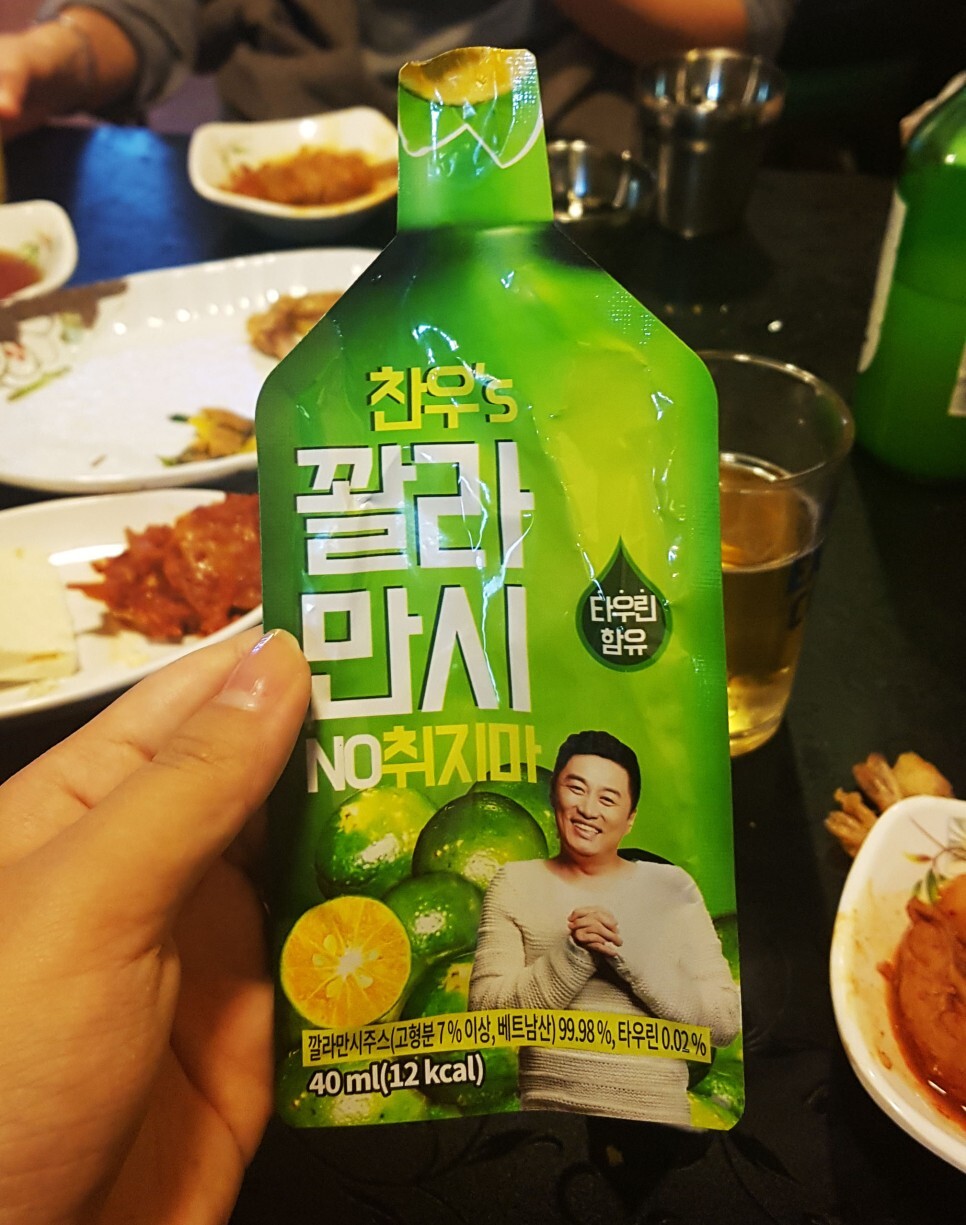 찬우's
깔라
만시
NO취지마
타우린
함유
깔라만시주스(고형분 7 % 이상, 베트남산) 99.98 %, 타우린 0.02 %
40 ml(12 kcal)